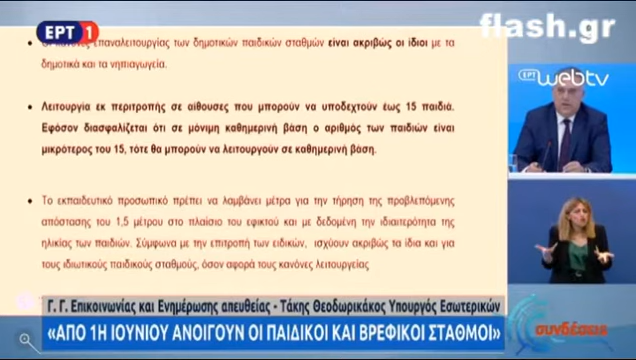 ΕΡΤ 1
flash.gr
επαναλειτουργίας των δημοτικών παιδικών σταθμών είναι ακριβώς οι ίδιοι με τα
δημοτικά και τα νηπιαγωγεία.
ΕΡΤ webtv
Λειτουργία εκ περιτροπής σε αίθουσες που μπορούν να υποδεχτούν έως 15 παιδιά.
Εφόσον διασφαλίζεται ότι σε μόνιμη καθημερινή βάση ο αριθμός των παιδιών είναι
μικρότερος του 15, τότε θα μπορούν να λειτουργούν σε καθημερινή βάση.
Το εκπαιδευτικό προσωπικό πρέπει να λαμβάνει μέτρα για την τήρηση της προβλεπόμενης
απόστασης του 1,5 μέτρου στο πλαίσιο του εφικτού και με δεδομένη την ιδιαιτερότητα της
ηλικίας των παιδιών. Σύμφωνα με την επιτροπή των ειδικών, ισχύουν ακριβώς τα ίδια και για
τους ιδιωτικούς παιδικούς σταθμούς, όσον αφορά τους κανόνες λειτουργίας
Γ. Γ. Επικοινωνίας και Ενημέρωσης απευθείας - Τάκης Θεοδωρικάκος Υπουργός Εσωτερικών
«ΑΠΟ 1Η ΙΟΥΝΙΟΥ ΑΝΟΙΓΟΥΝ ΟΙ ΠΑΙΔΙΚΟΙ ΚΑΙ ΒΡΕΦΙΚΟΙ ΣΤΑΘΜΟΙ»
συνδέσεις